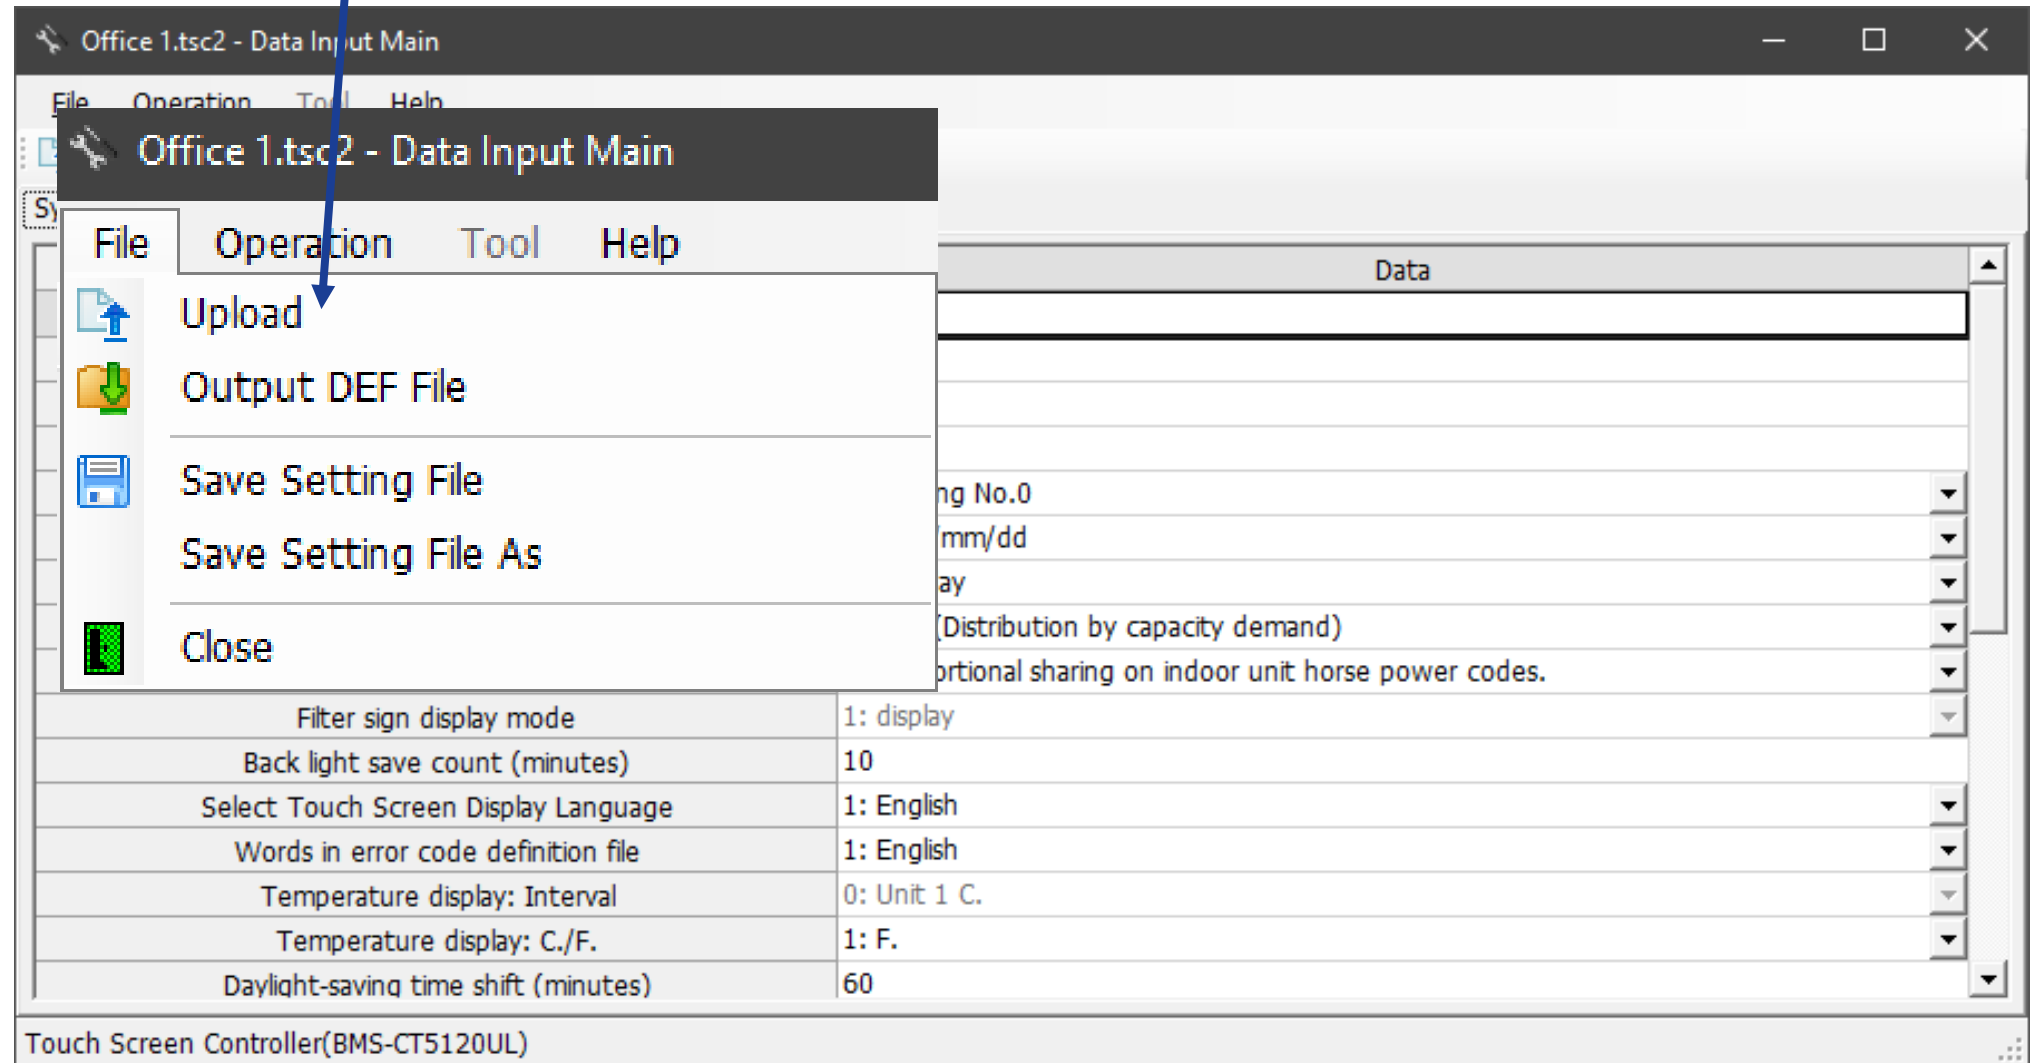 Office 1.tsc2 - Data Input Main
File Operation Tool Help
Office 1.tsc2 - Data Input Main
File Operation Tool Help
Upload
Output DEF File
Save Setting File
Save Setting File As
Close
Data
No.0
/mm/dd
(Distribution by capacity demand)
sharing on indoor unit horse power codes.
Filter sign display mode 1: display
Back light save count (minutes) 10
Select Touch Screen Display Language 1: English
Words in error code definition file 1: English
Temperature display: Interval 0: Unit 1 C.
Temperature display: C./F. 1: F.
Daylight-saving time shift (minutes) 60
Touch Screen Controller(BMS-CT5120UL)